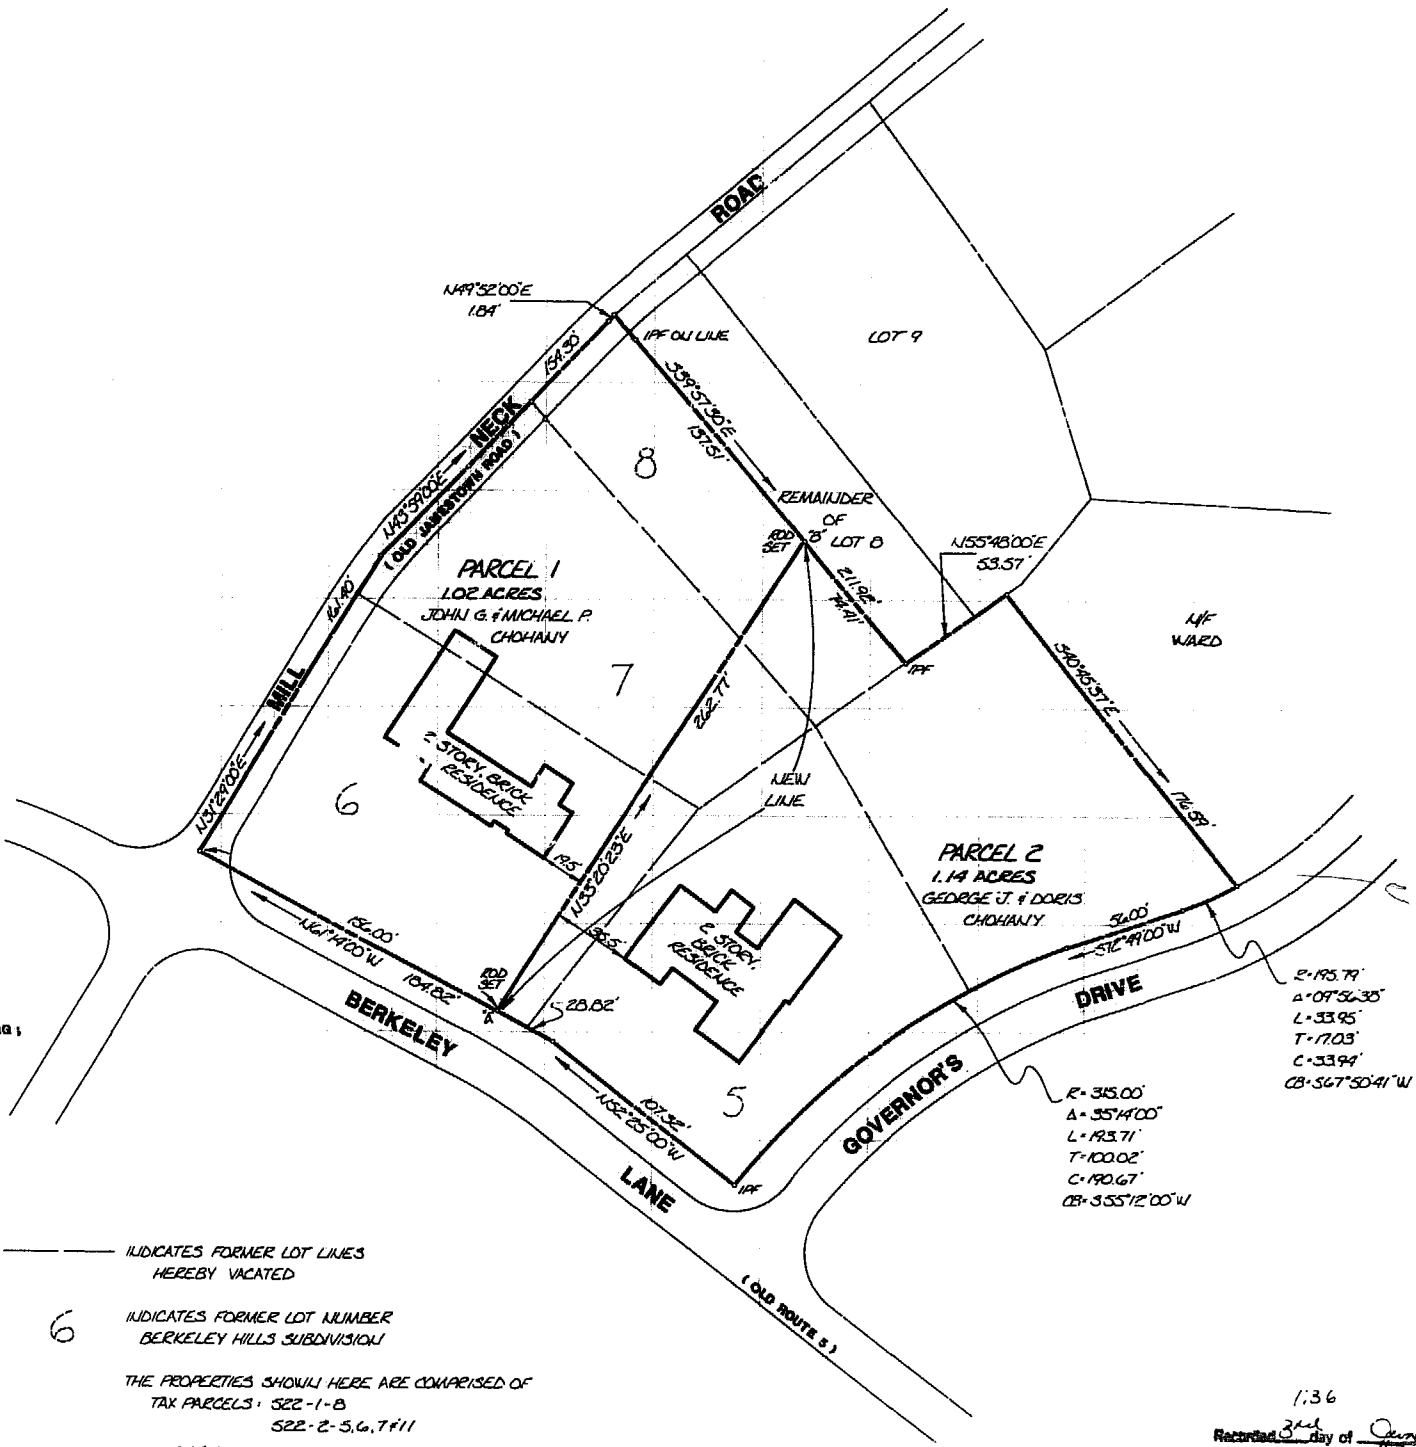 ROAD
N49°52'00"E
1.84'
IPF ON LINE
LOT 9
154.30'
S39°57'30"E
137.51'
NECK
(OLD JAMESTOWN ROAD)
N43°59'00"E
8
REMAINDER
OF
LOT 8
ROD
SET
"B"
N55°48'00"E
53.57'
PARCEL 1
1.02 ACRES
JOHN G. & MICHAEL P.
CHOHANY
211.92'
74.41'
N/F
WARD
161.40'
IPF
S40°45'37"E
7
MILL
262.77'
2 STORY BRICK
RESIDENCE
NEW
LINE
6
176.59'
N31°29'00"E
PARCEL 2
1.14 ACRES
GEORGE J. & DORIS
CHOHANY
19.5'
N33°20'23"E
156.00'
N61°14'00"W
36.5'
2 STORY
BRICK
RESIDENCE
56.00'
S72°49'00"W
184.82'
ROD
SET
"A"
28.82'
DRIVE
R=195.79'
Δ=09°56'38"
L=33.95'
T=17.03'
C=33.94'
CB=S67°50'41"W
BERKELEY
107.32'
N52°25'00"W
5
GOVERNOR'S
R=315.00'
Δ=35°14'00"
L=193.71'
T=100.02'
C=190.67'
CB=S55°12'00"W
LANE
IPF
INDICATES FORMER LOT LINES
HEREBY VACATED
6
INDICATES FORMER LOT NUMBER
BERKELEY HILLS SUBDIVISION
(OLD ROUTE 5)
THE PROPERTIES SHOWN HERE ARE COMPRISED OF
TAX PARCELS: 522-1-8
522-2-5,6,7&11
1:36
Recorded 3rd day of